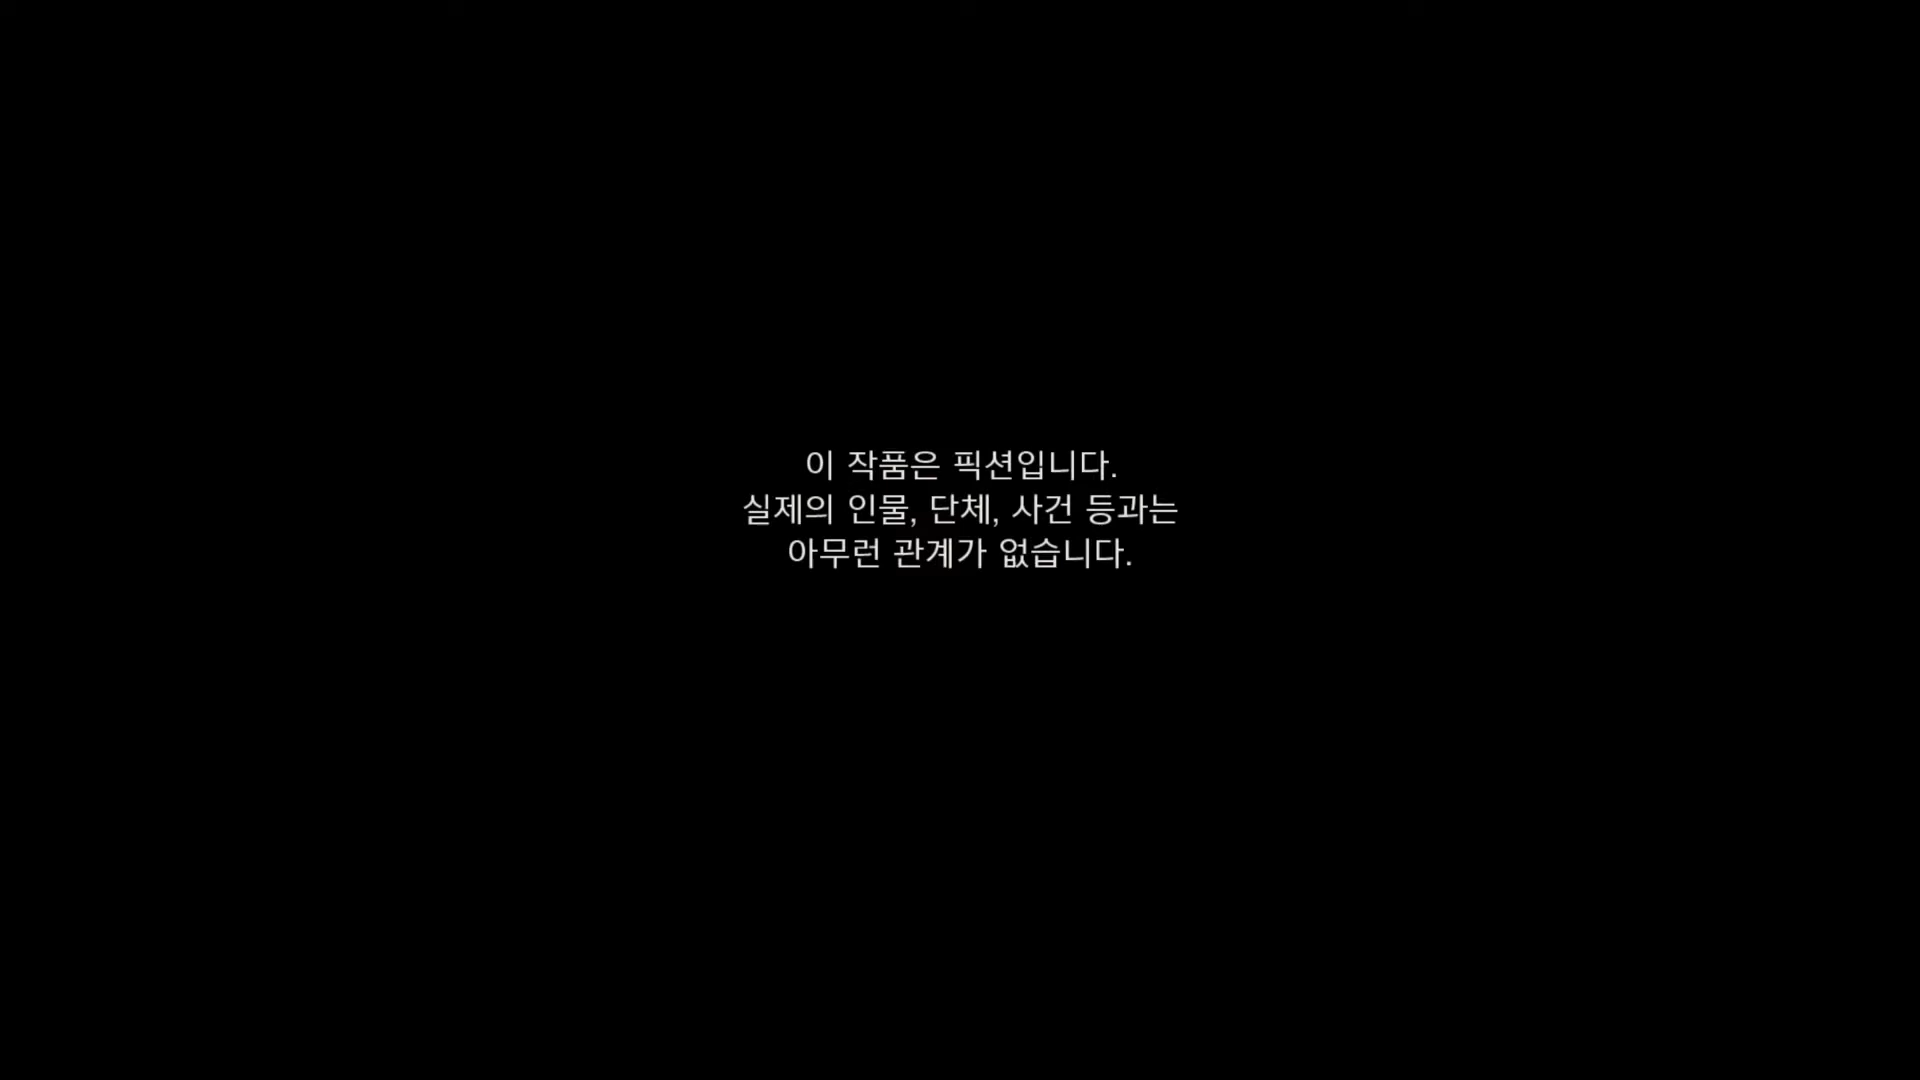 이 작품은 픽션입니다.
실제의 인물, 단체, 사건 등과는
아무런 관계가 없습니다.